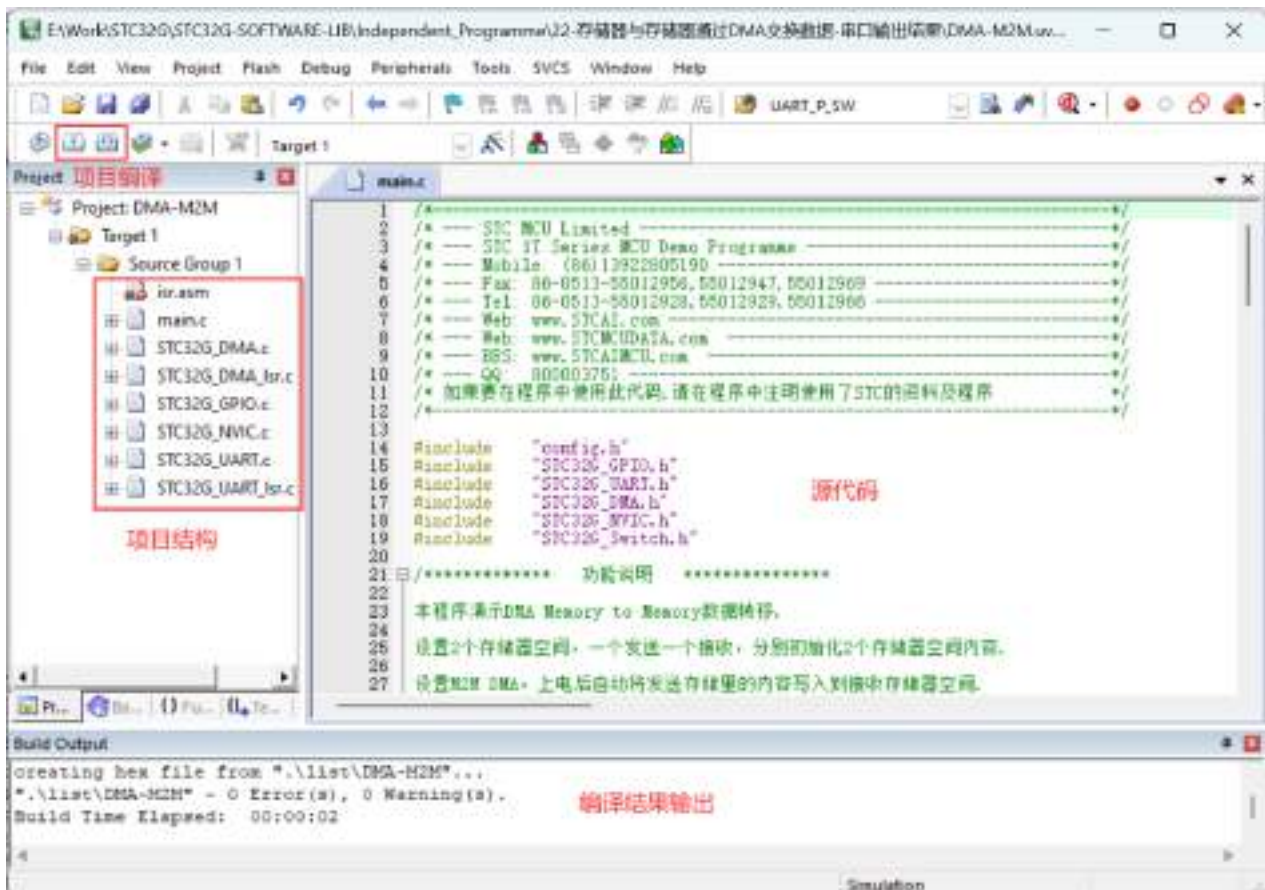 E:\Work\STC32G\STC32G-SOFTWARE-LIB\Independent_Programme\22-存储器与存储器通过DMA交换数据-串口输出结果\DMA-M2M.uv...
File Edit View Project Flash Debug Peripherals Tools SVCS Window Help
UART_P_SW
Target 1
Project 项目编译
main.c
Project: DMA-M2M
Target 1
Source Group 1
isr.asm
main.c
STC32G_DMA.c
STC32G_DMA_Isr.c
STC32G_GPIO.c
STC32G_NVIC.c
STC32G_UART.c
STC32G_UART_Isr.c
项目结构
1 /*---------------------------------------------------------------------*/
2 /* --- STC MCU Limited ------------------------------------------------*/
3 /* --- STC 1T Series MCU Demo Programme -------------------------------*/
4 /* --- Mobile: (86)13922805190 ----------------------------------------*/
5 /* --- Fax: 86-0513-55012956,55012947,55012969 ------------------------*/
6 /* --- Tel: 86-0513-55012928,55012929,55012966 ------------------------*/
7 /* --- Web: www.STCAI.com ---------------------------------------------*/
8 /* --- Web: www.STCMCUDATA.com ---------------------------------------*/
9 /* --- BBS: www.STCAIMCU.com -----------------------------------------*/
10 /* --- QQ: 800003751 -------------------------------------------------*/
11 /* 如果要在程序中使用此代码,请在程序中注明使用了STC的资料及程序 */
12 /*---------------------------------------------------------------------*/
13
14 #include "config.h"
15 #include "STC32G_GPIO.h"
16 #include "STC32G_UART.h"
17 #include "STC32G_DMA.h"
18 #include "STC32G_NVIC.h"
19 #include "STC32G_Switch.h"
源代码
20
21 /************* 功能说明 ***************
22
23 本程序演示DMA Memory to Memory数据转移.
24
25 设置2个存储器空间,一个发送一个接收,分别初始化2个存储器空间内容.
26
27 设置M2M DMA,上电后自动将发送存储里的内容写入到接收存储器空间.
Pr... Bo... {} Fu... Te...
Build Output
creating hex file from ".\list\DMA-M2M"...
".\list\DMA-M2M" - 0 Error(s), 0 Warning(s).
Build Time Elapsed: 00:00:02
编译结果输出
Simulation